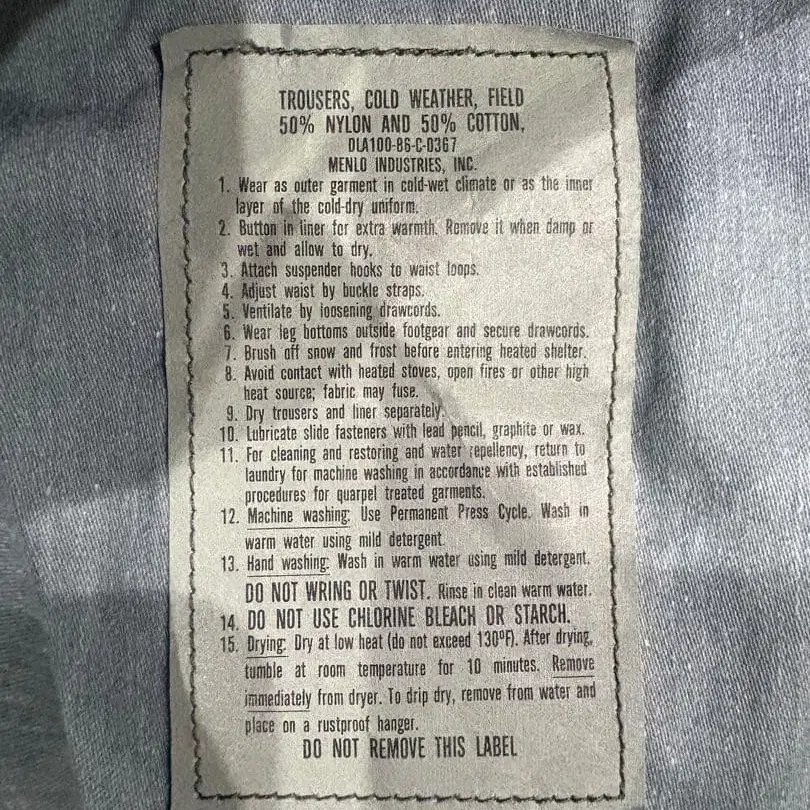 TROUSERS, COLD WEATHER, FIELD
50% NYLON AND 50% COTTON,
DLA100-86-C-0367
MENLO INDUSTRIES, INC.
1. Wear as outer garment in cold-wet climate or as the inner
layer of the cold-dry uniform.
2. Button in liner for extra warmth. Remove it when damp or
wet and allow to dry.
3. Attach suspender hooks to waist loops.
4. Adjust waist by buckle straps.
5. Ventilate by loosening drawcords.
6. Wear leg bottoms outside footgear and secure drawcords.
7. Brush off snow and frost before entering heated shelter.
8. Avoid contact with heated stoves, open fires or other high
heat source; fabric may fuse.
9. Dry trousers and liner separately.
10. Lubricate slide fasteners with lead pencil, graphite or wax.
11. For cleaning and restoring and water repellency, return to
laundry for machine washing in accordance with established
procedures for quarpel treated garments.
12. Machine washing: Use Permanent Press Cycle. Wash in
warm water using mild detergent
13. Hand washing: Wash in warm water using mild detergent.
DO NOT WRING OR TWIST. Rinse in clean warm water.
14. DO NOT USE CHLORINE BLEACH OR STARCH.
15. Drying: Dry at low heat (do not exceed 130ºF). After drying,
tumble at room temperature for 10 minutes. Remove
immediately from dryer. To drip dry, remove from water and
place on a rustproof hanger.
DO NOT REMOVE THIS LABEL